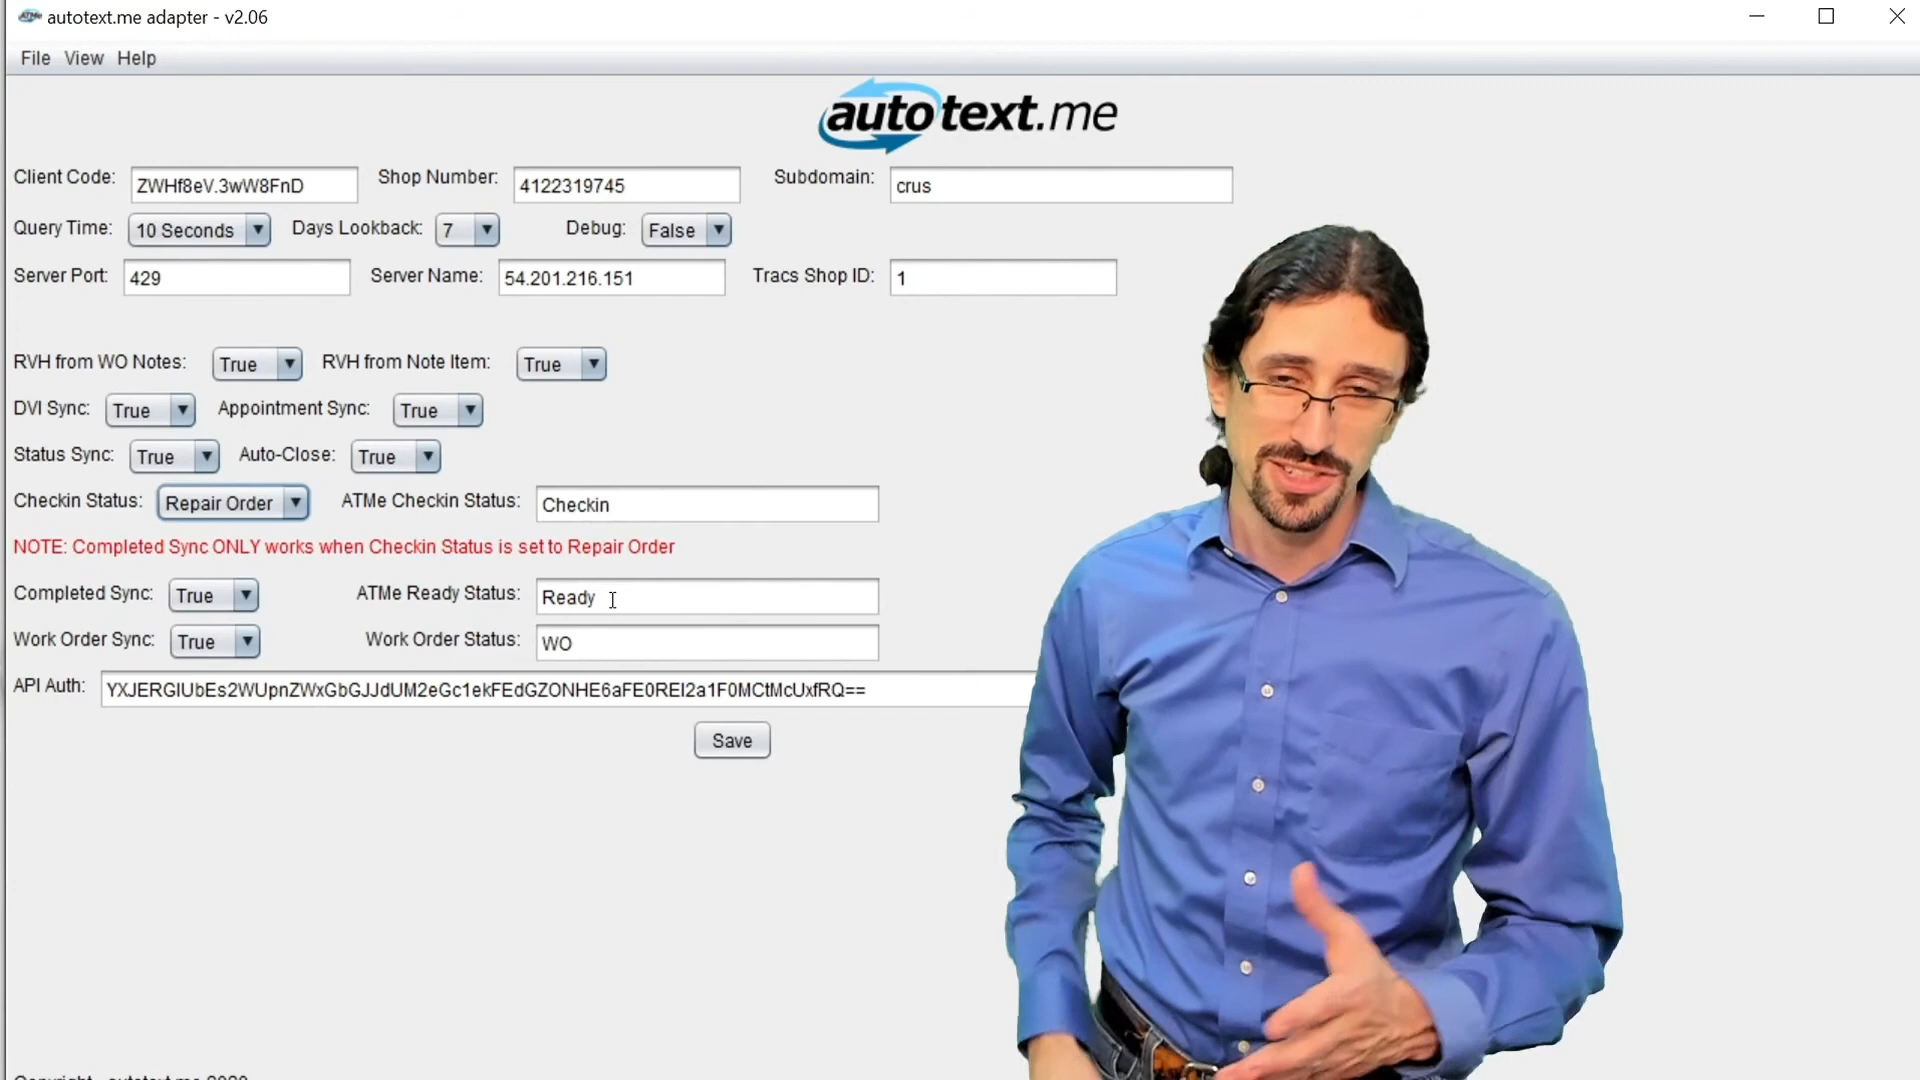 autotext.me adapter - v2.06
File View Help
autotext.me
Client Code: ZWHf8eV.3wW8FnD Shop Number: 4122319745 Subdomain: crus
Query Time: 10 Seconds Days Lookback: 7 Debug: False
Server Port: 429 Server Name: 54.201.216.151 Tracs Shop ID: 1
RVH from WO Notes: True RVH from Note Item: True
DVI Sync: True Appointment Sync: True
Status Sync: True Auto-Close: True
Checkin Status: Repair Order ATMe Checkin Status: Checkin
NOTE: Completed Sync ONLY works when Checkin Status is set to Repair Order
Completed Sync: True ATMe Ready Status: Ready
Work Order Sync: True Work Order Status: WO
API Auth: YXJERGlUbEs2WUpnZWxGbGJJdUM2eGc1ekFEdGZONHE6aFE0REI2a1F0MCtMcUxfRQ==
Save
Copyright - autotext.me 2020